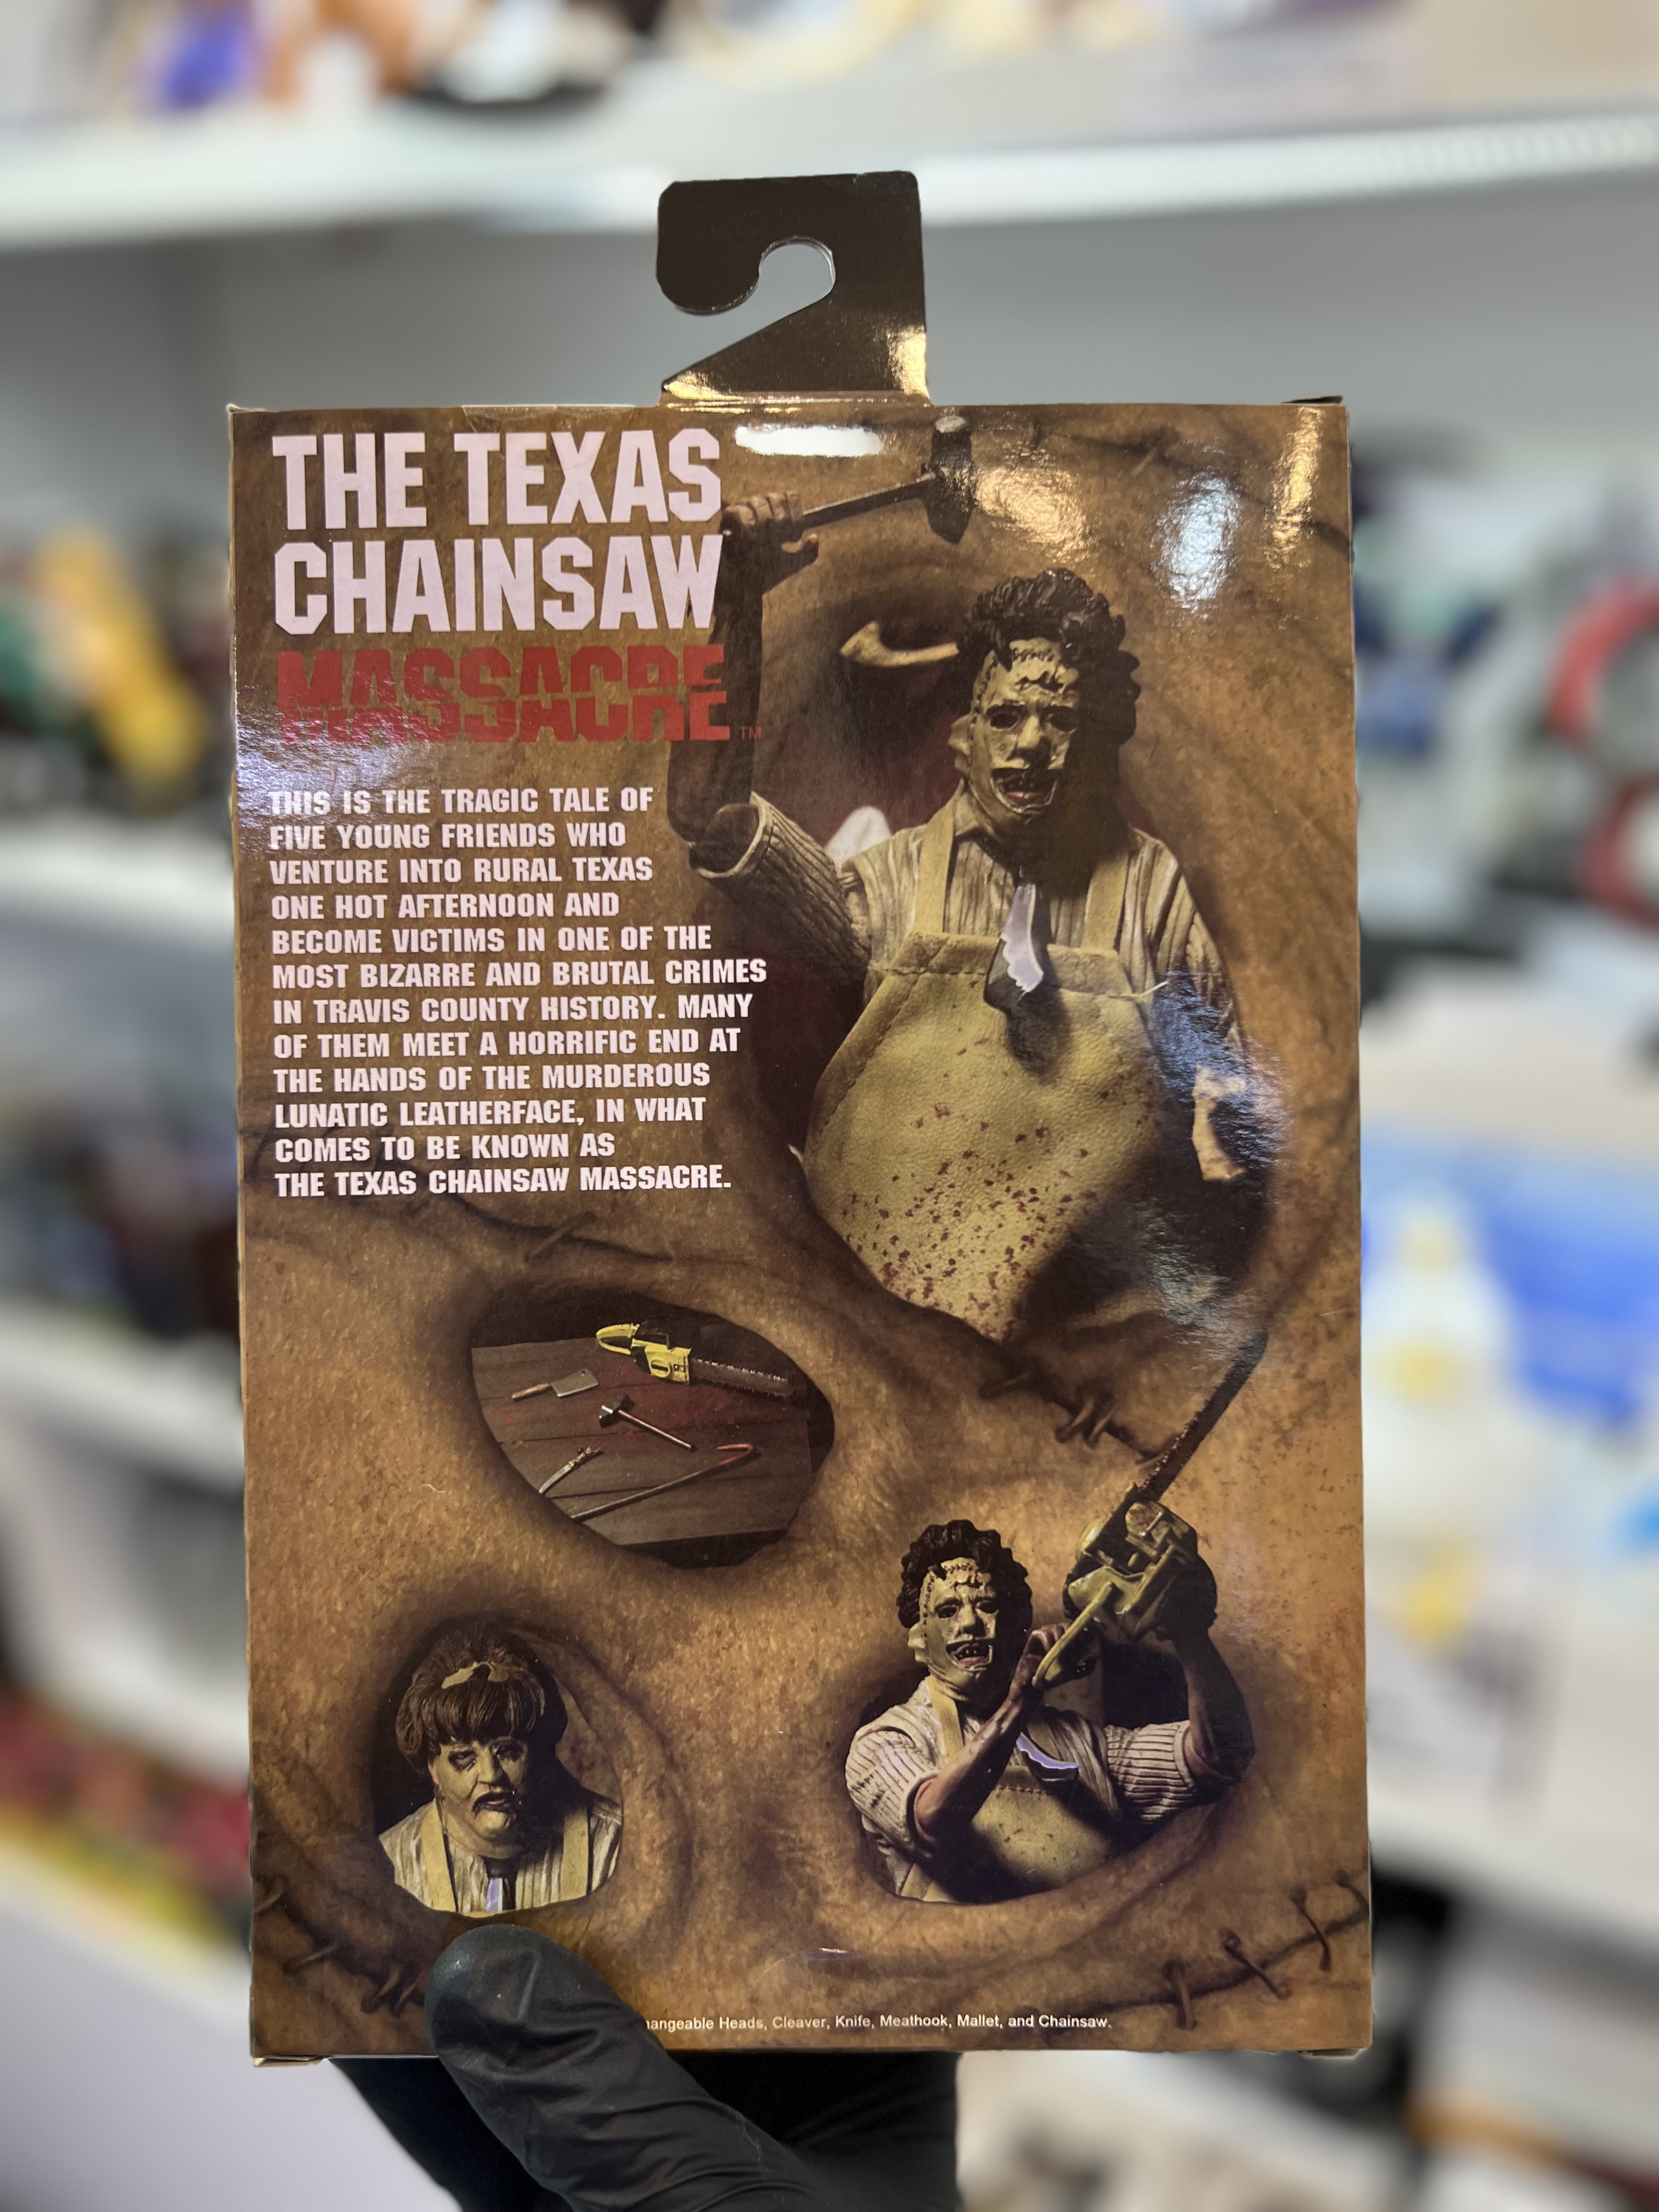 THE TEXAS
CHAINSAW
MASSACRE™
THIS IS THE TRAGIC TALE OF
FIVE YOUNG FRIENDS WHO
VENTURE INTO RURAL TEXAS
ONE HOT AFTERNOON AND
BECOME VICTIMS IN ONE OF THE
MOST BIZARRE AND BRUTAL CRIMES
IN TRAVIS COUNTY HISTORY. MANY
OF THEM MEET A HORRIFIC END AT
THE HANDS OF THE MURDEROUS
LUNATIC LEATHERFACE, IN WHAT
COMES TO BE KNOWN AS
THE TEXAS CHAINSAW MASSACRE.
Heads, Cleaver, Knife, Meathook, Mallet, and Chainsaw.